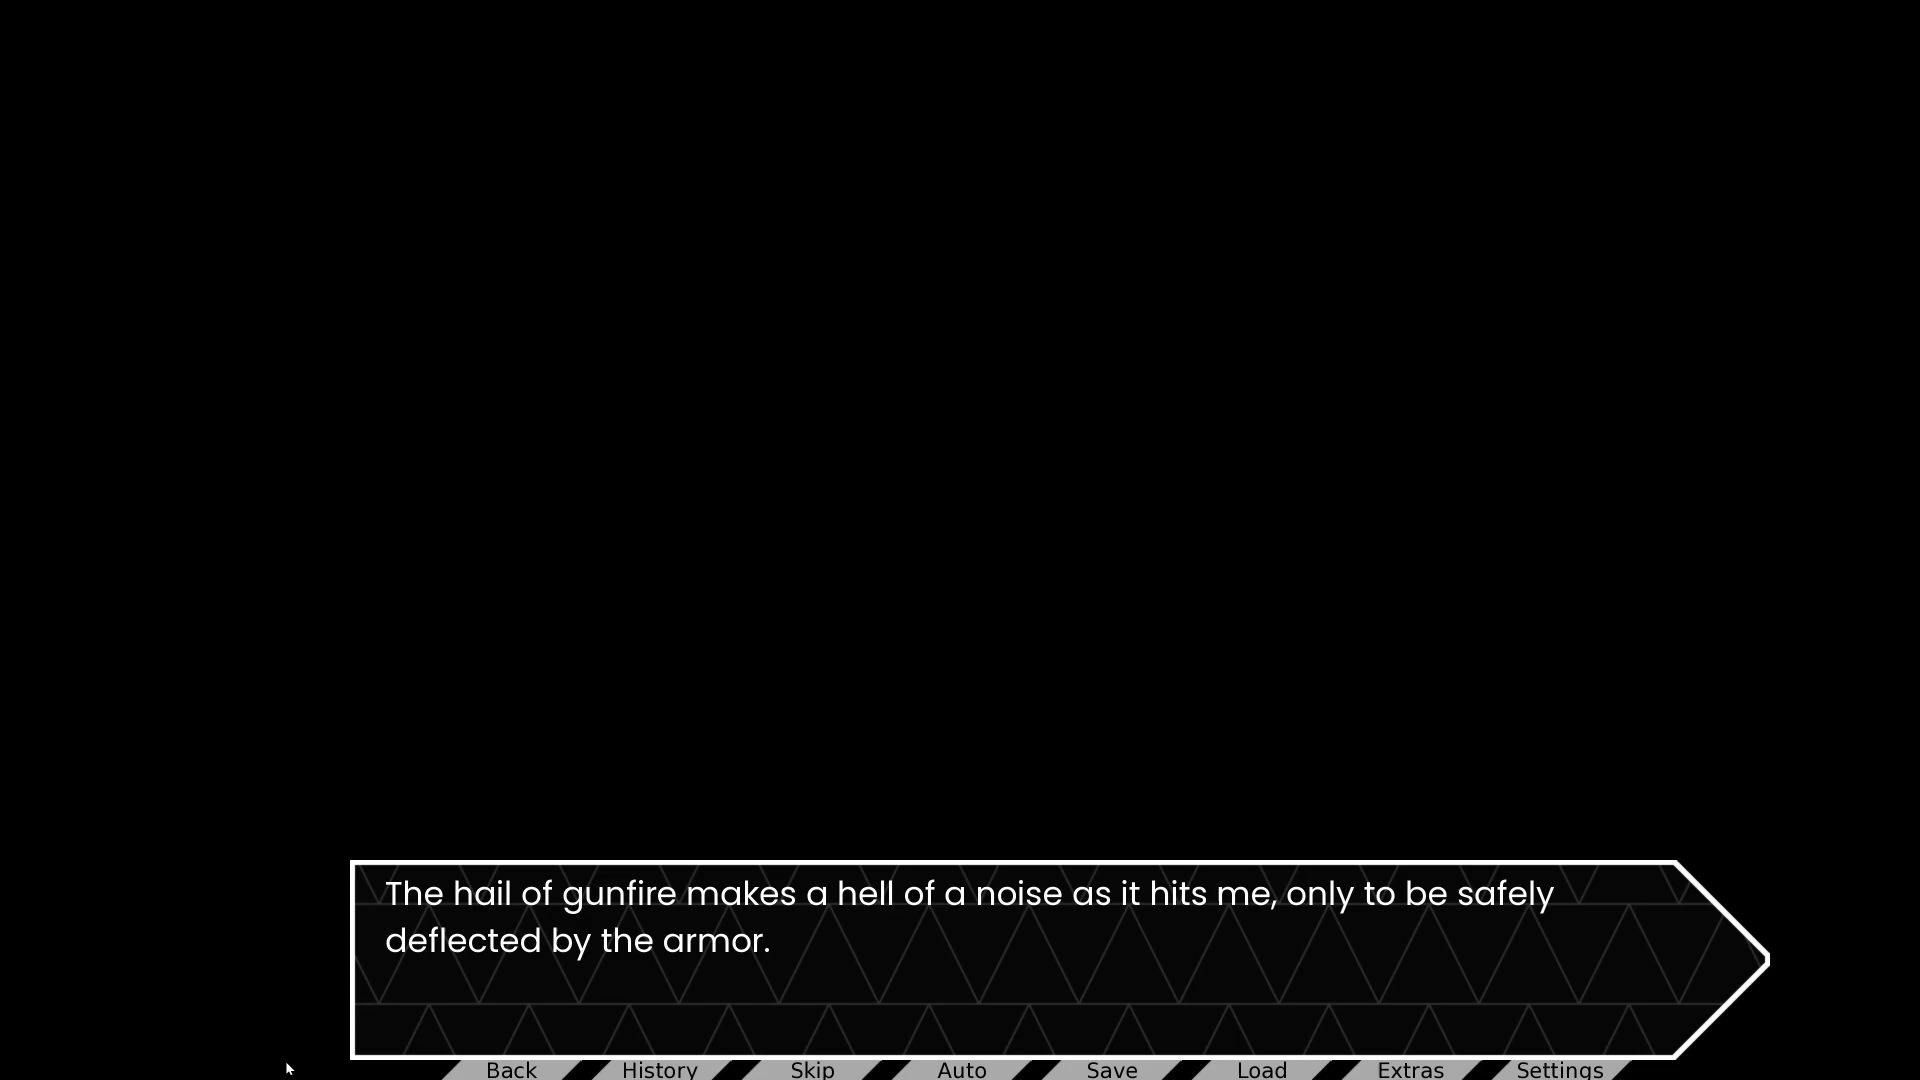 The hail of gunfire makes a hell of a noise as it hits me, only to be safely
deflected by the armor.
Back History Skip Auto Save Load Extras Settings